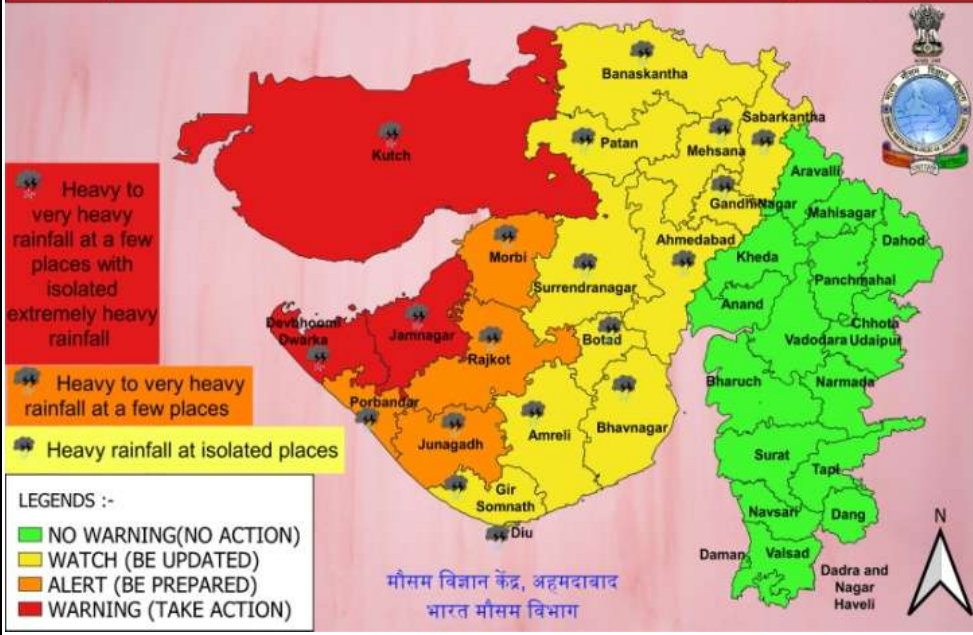 Banaskantha
Sabarkantha
Patan
Mehsana
Kutch
Aravalli
GandhiNagar
Mahisagar
Ahmedabad
Dahod
Morbi
Kheda
Panchmahal
Surrendranagar
Anand
Chhota
Udaipur
Vadodara
Devbhoomi
Dwarka
Jamnagar
Botad
Rajkot
Bharuch
Narmada
Porbandar
Junagadh
Amreli
Bhavnagar
Surat
Tapi
Gir
Somnath
Navsari
Dang
Diu
Daman
Valsad
Dadra and
Nagar
Haveli
N
Heavy to
very heavy
rainfall at a few
places with
isolated
extremely heavy
rainfall
Heavy to very heavy
rainfall at a few places
Heavy rainfall at isolated places
LEGENDS :-
NO WARNING(NO ACTION)
WATCH (BE UPDATED)
ALERT (BE PREPARED)
WARNING (TAKE ACTION)
मौसम विज्ञान केंद्र, अहमदाबाद
भारत मौसम विभाग